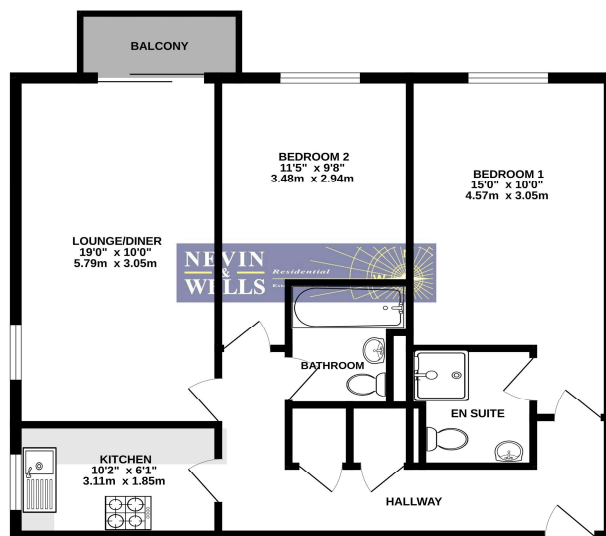 BALCONY
BEDROOM 2
11'5" x 9'8"
3.48m x 2.94m
BEDROOM 1
15'0" x 10'0"
4.57m x 3.05m
LOUNGE/DINER
19'0" x 10'0"
5.79m x 3.05m
NEVIN
&
WELLS
Residential
BATHROOM
EN SUITE
KITCHEN
10'2" x 6'1"
3.11m x 1.85m
HALLWAY